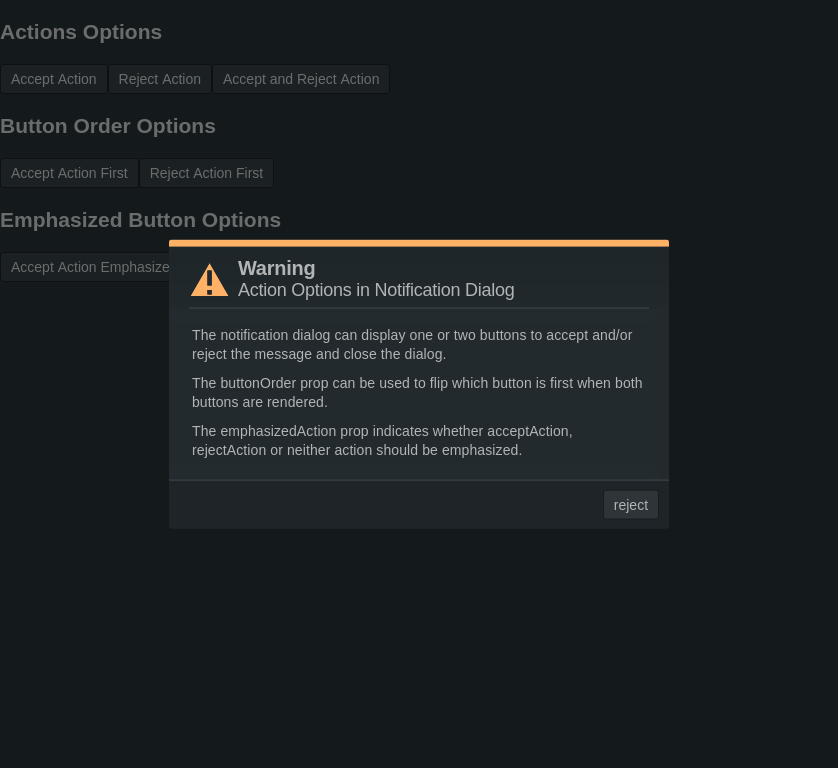 Actions Options
Accept Action Reject Action Accept and Reject Action
Button Order Options
Accept Action First Reject Action First
Emphasized Button Options
Accept Action Emphasize
Warning
Action Options in Notification Dialog
The notification dialog can display one or two buttons to accept and/or
reject the message and close the dialog.
The buttonOrder prop can be used to flip which button is first when both
buttons are rendered.
The emphasizedAction prop indicates whether acceptAction,
rejectAction or neither action should be emphasized.
reject